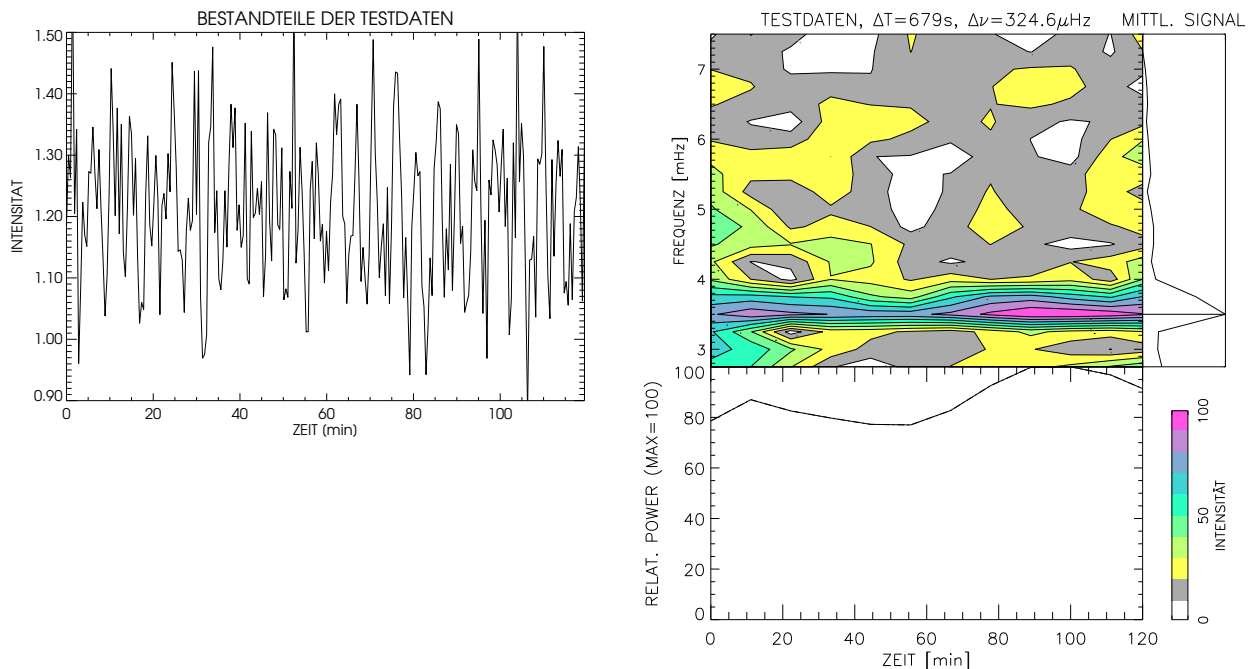 BESTANDTEILE DER TESTDATEN
INTENSITAT
1.50
1.40
1.30
1.20
1.10
1.00
0.90
0 20 40 60 80 100
ZEIT (min)
TESTDATEN, ΔT=679s, Δν=324.6μHz MITTL. SIGNAL
FREQUENZ [mHz]
7
6
5
4
3
RELAT. POWER (MAX=100)
100
80
60
40
20
0
0 20 40 60 80 100 120
ZEIT [min]
100
50
0
INTENSITÄT